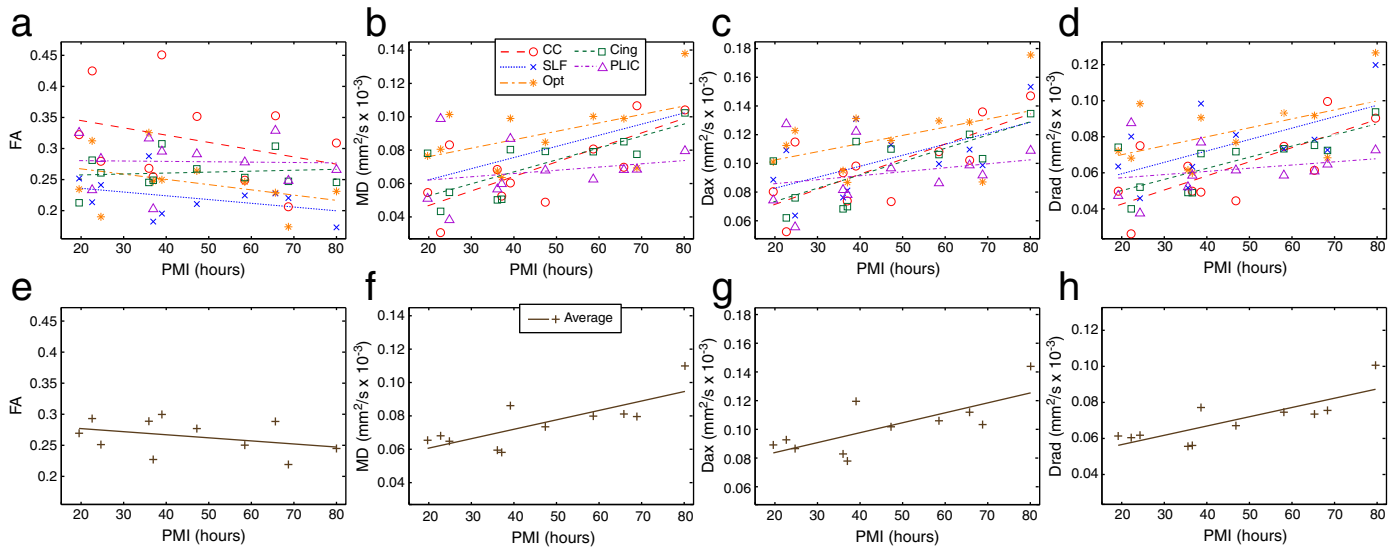 a b c d
0.45 0.4 0.35 0.3 0.25 0.2
FA
20 30 40 50 60 70 80
PMI (hours)
0.14 0.12 0.1 0.08 0.06 0.04
MD (mm²/s x 10⁻³)
CC Cing
SLF PLIC
Opt
20 30 40 50 60 70 80
PMI (hours)
0.18 0.16 0.14 0.12 0.10 0.08 0.06
Dax (mm²/s x 10⁻³)
20 30 40 50 60 70 80
PMI (hours)
0.12 0.10 0.08 0.06 0.04
Drad (mm²/s x 10⁻³)
20 30 40 50 60 70 80
PMI (hours)
e f g h
0.45 0.4 0.35 0.3 0.25 0.2
FA
20 30 40 50 60 70 80
PMI (hours)
0.14 0.12 0.1 0.08 0.06 0.04
MD (mm²/s x 10⁻³)
Average
20 30 40 50 60 70 80
PMI (hours)
0.18 0.16 0.14 0.12 0.10 0.08 0.06
Dax (mm²/s x 10⁻³)
20 30 40 50 60 70 80
PMI (hours)
0.12 0.10 0.08 0.06 0.04
Drad (mm²/s x 10⁻³)
20 30 40 50 60 70 80
PMI (hours)